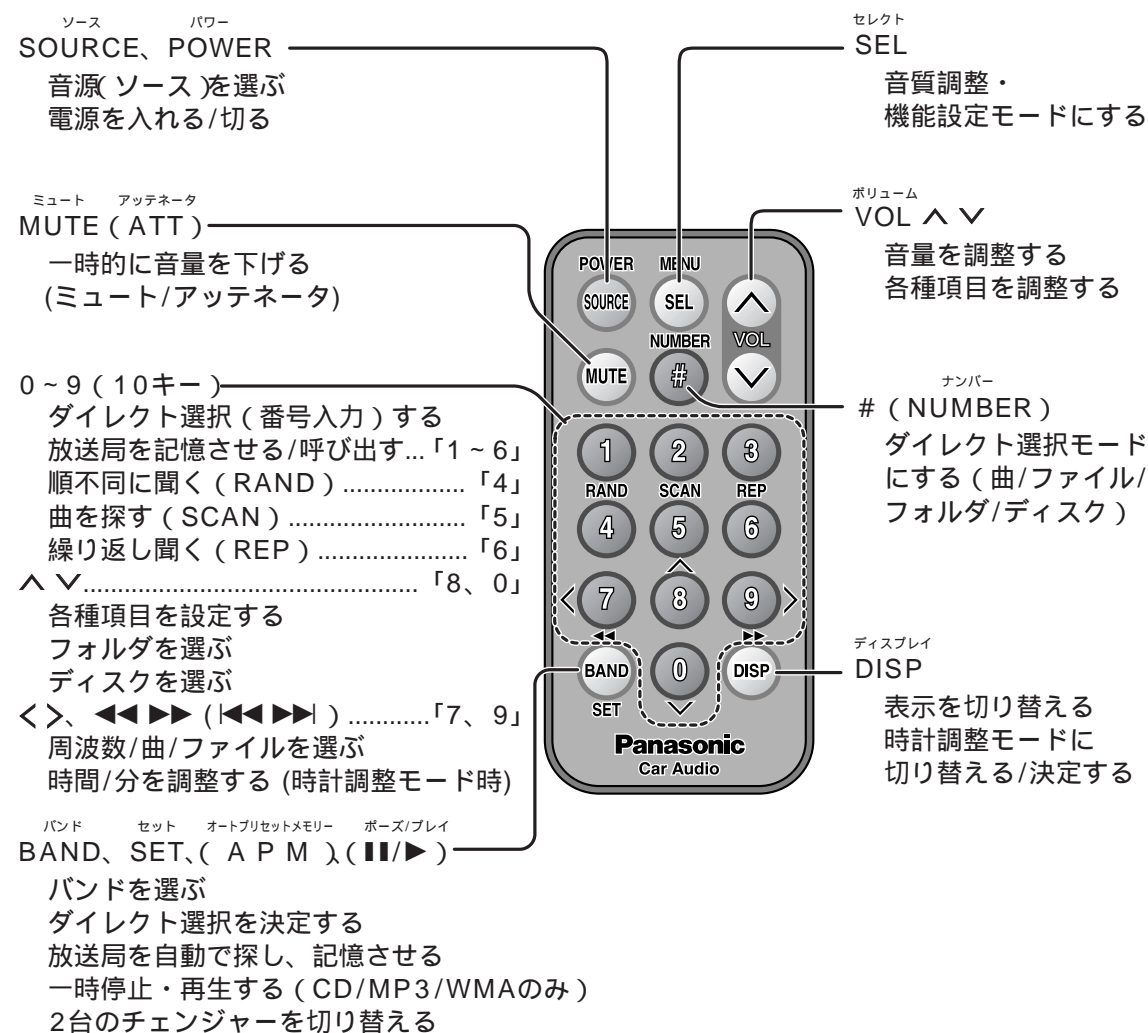 ソース パワー
SOURCE、POWER
音源(ソース)を選ぶ
電源を入れる/切る
ミュート アッテネータ
MUTE(ATT)
一時的に音量を下げる
(ミュート/アッテネータ)
0~9(10キー)
ダイレクト選択(番号入力)する
放送局を記憶させる/呼び出す...「1~6」
順不同に聞く(RAND)..................「4」
曲を探す(SCAN)..........................「5」
繰り返し聞く(REP)......................「6」
∧ ∨.................................................「8、0」
各種項目を設定する
フォルダを選ぶ
ディスクを選ぶ
< >、◀◀ ▶▶ (|◀◀ ▶▶|)............「7、9」
周波数/曲/ファイルを選ぶ
時間/分を調整する (時計調整モード時)
バンド セット オートプリセットメモリー ポーズ/プレイ
BAND、SET、(APM)、(▮▮/▶)
バンドを選ぶ
ダイレクト選択を決定する
放送局を自動で探し、記憶させる
一時停止・再生する(CD/MP3/WMAのみ)
2台のチェンジャーを切り替える
POWER MENU
SOURCE SEL ∧
NUMBER VOL
MUTE # ∨
1 2 3
RAND SCAN REP
4 5 6
∧
< 7 8 9 >
◀◀ ▶▶
BAND 0 DISP
SET ∨
Panasonic
Car Audio
セレクト
SEL
音質調整・
機能設定モードにする
ボリューム
VOL ∧ ∨
音量を調整する
各種項目を調整する
ナンバー
#(NUMBER)
ダイレクト選択モード
にする(曲/ファイル/
フォルダ/ディスク)
ディスプレイ
DISP
表示を切り替える
時計調整モードに
切り替える/決定する